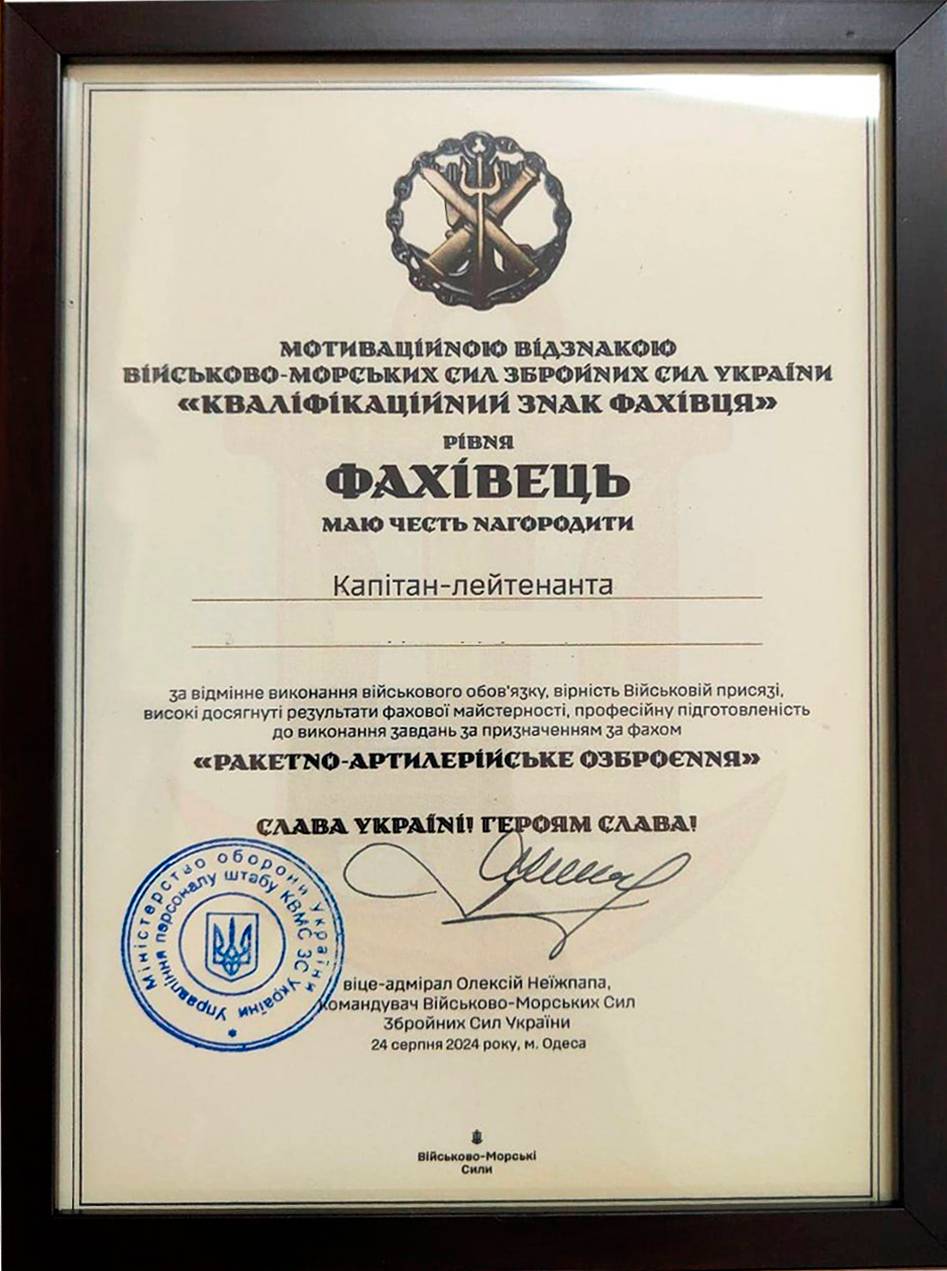 МОТИВАЦІЙНОЮ ВІДЗНАКОЮ
ВІЙСЬКОВО-МОРСЬКИХ СИЛ ЗБРОЙНИХ СИЛ УКРАЇНИ
«КВАЛІФІКАЦІЙНИЙ ЗНАК ФАХІВЦЯ»
РІВНЯ
ФАХІВЕЦЬ
МАЮ ЧЕСТЬ НАГОРОДИТИ
Капітан-лейтенанта
за відмінне виконання військового обов'язку, вірність Військовій присязі,
високі досягнуті результати фахової майстерності, професійну підготовленість
до виконання завдань за призначенням за фахом
«РАКЕТНО-АРТИЛЕРІЙСЬКЕ ОЗБРОЄННЯ»
СЛАВА УКРАЇНІ! ГЕРОЯМ СЛАВА!
Міністерство оборони України
Управління персоналу штабу КВМС ЗС України
віце-адмірал Олексій Неїжпапа,
командувач Військово-Морських Сил
Збройних Сил України
24 серпня 2024 року, м. Одеса
Військово-Морські
Сили